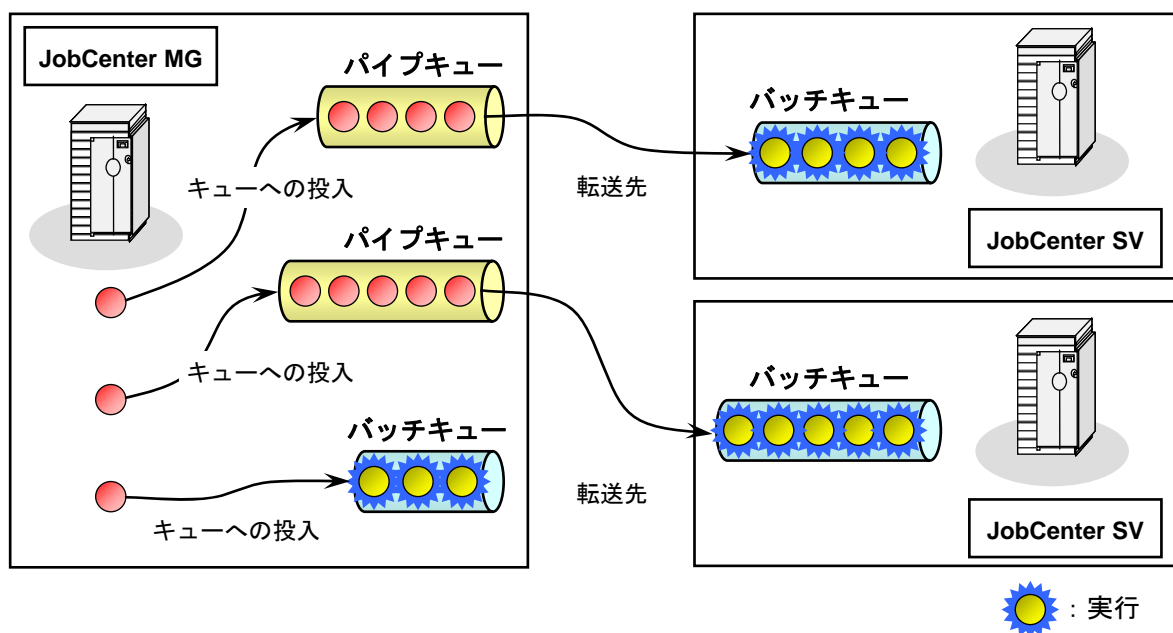 JobCenter MG
パイプキュー
キューへの投入
パイプキュー
キューへの投入
バッチキュー
キューへの投入
転送先
転送先
バッチキュー
JobCenter SV
バッチキュー
JobCenter SV
：実行